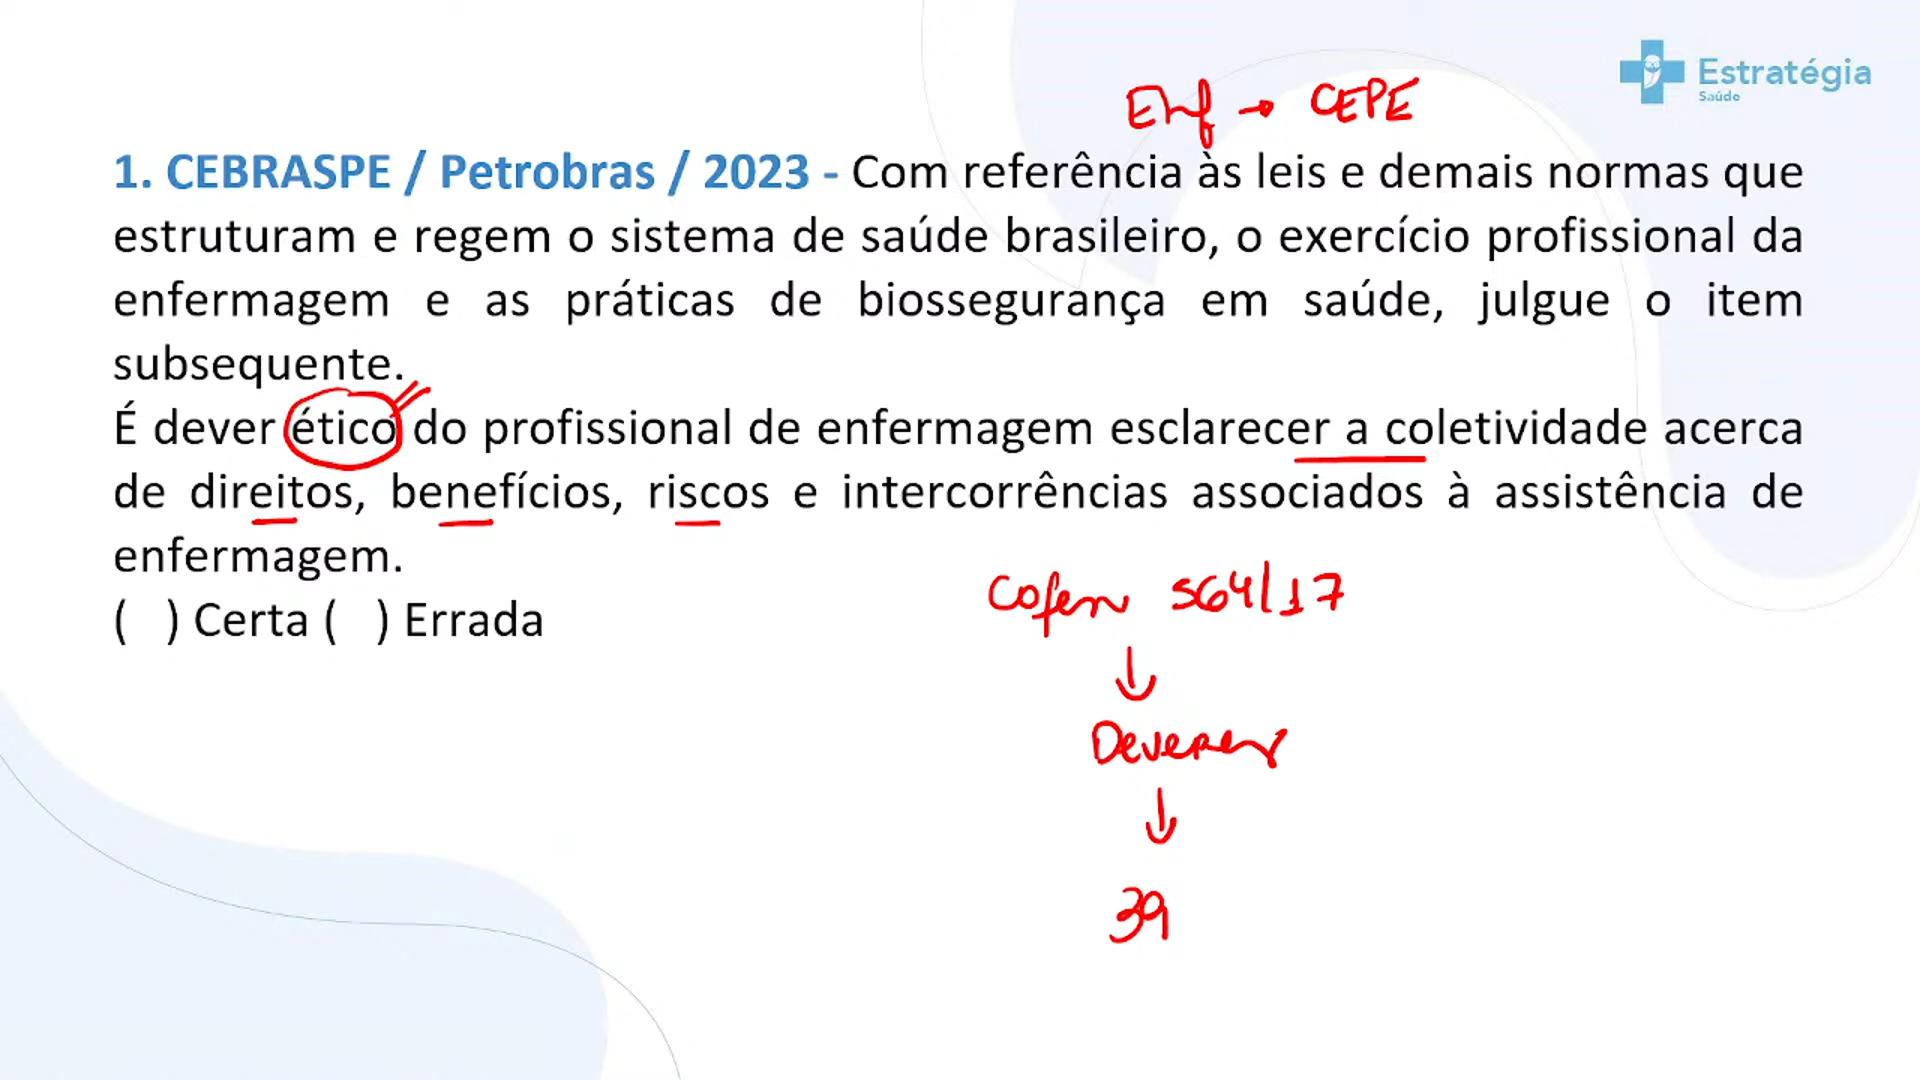 Estratégia
Saúde
Enf → CEPE
1. CEBRASPE / Petrobras / 2023 - Com referência às leis e demais normas que
estruturam e regem o sistema de saúde brasileiro, o exercício profissional da
enfermagem e as práticas de biossegurança em saúde, julgue o item
subsequente.
É dever ético do profissional de enfermagem esclarecer a coletividade acerca
de direitos, benefícios, riscos e intercorrências associados à assistência de
enfermagem.
( ) Certa ( ) Errada
Cofen 564/17
↓
Deveres
↓
39